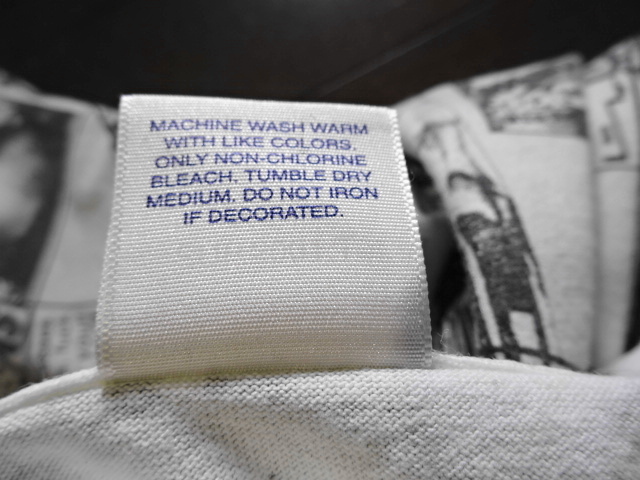 MACHINE WASH WARM
WITH LIKE COLORS.
ONLY NON-CHLORINE
BLEACH. TUMBLE DRY
MEDIUM. DO NOT IRON
IF DECORATED.